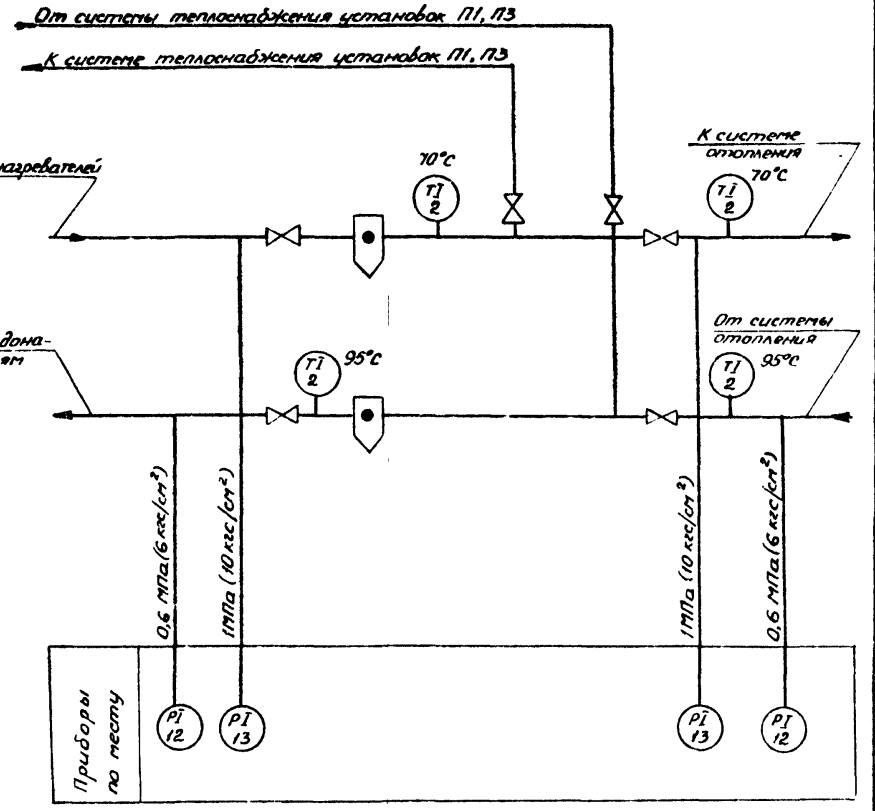 От системы теплоснабжения установок П1, П3
К системе теплоснабжения установок П1, П3
нагревателей
70°С
TI
2
К системе
отопления
TI
2
70°С
дона-
ям
TI
2
95°С
От системы
отопления
TI
2
95°С
0,6 МПа (6 кгс/см²)
1МПа (10 кгс/см²)
1МПа (10 кгс/см²)
0,6 МПа (6 кгс/см²)
Приборы
по месту
PI
12
PI
13
PI
13
PI
12